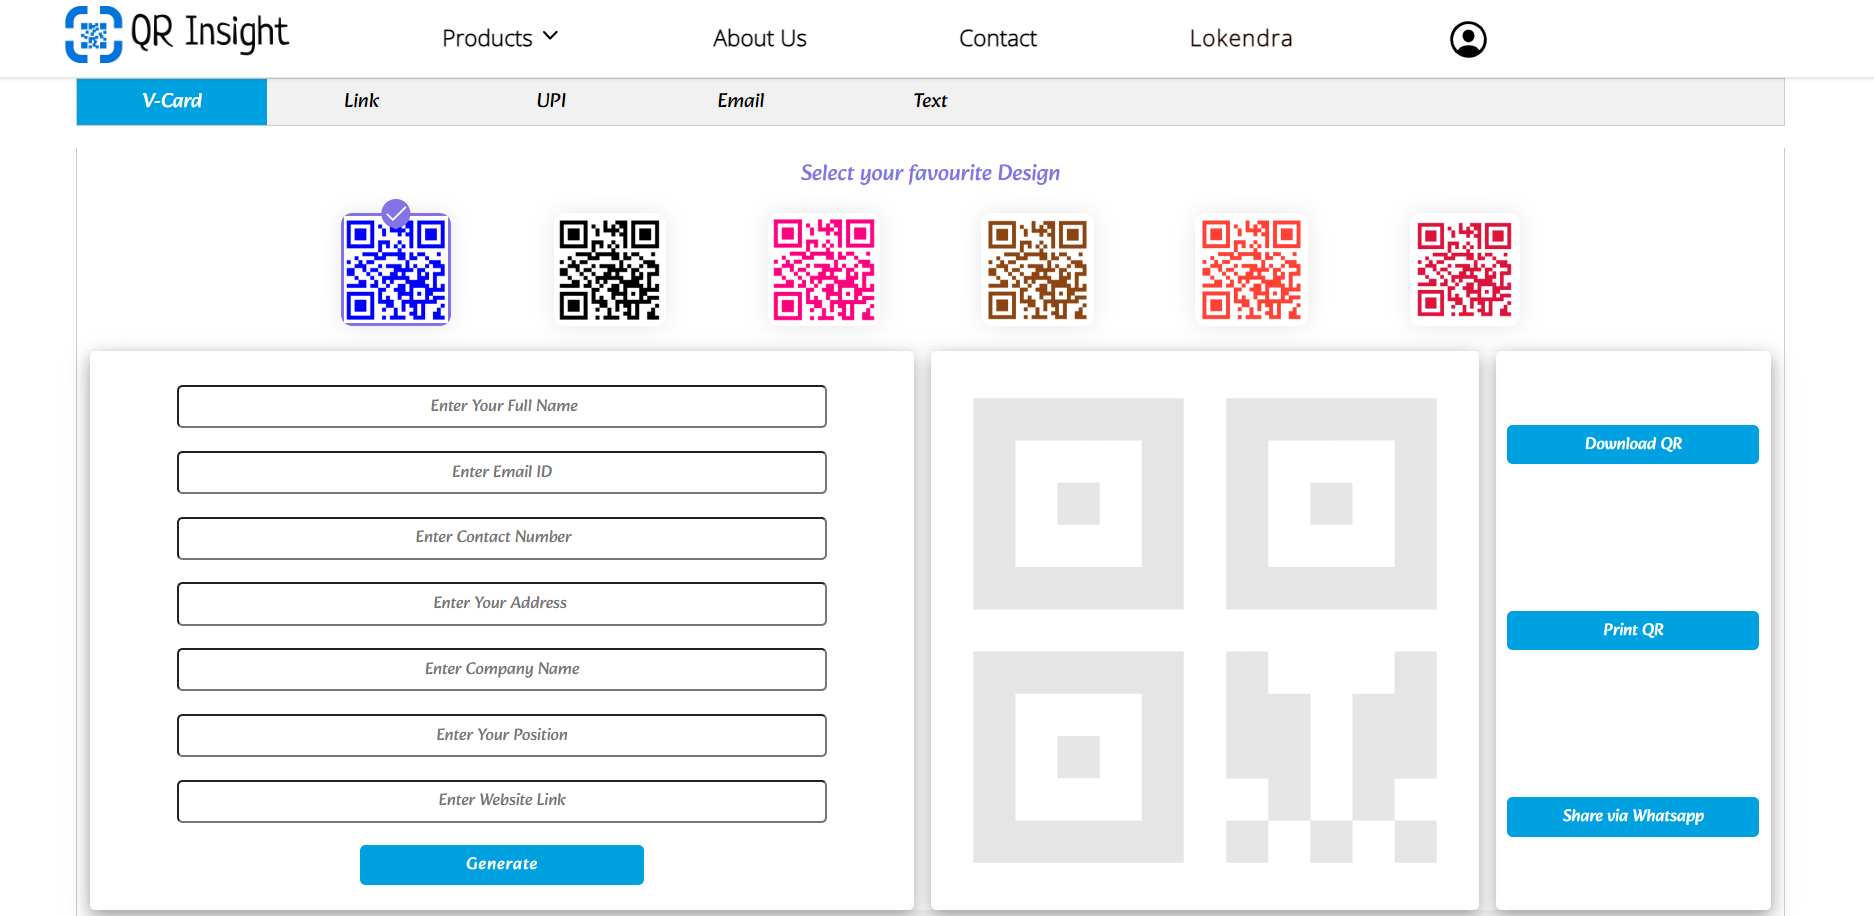 QR Insight
Products
About Us
Contact
Lokendra
V-Card
Link
UPI
Email
Text
Select your favourite Design
Enter Your Full Name
Enter Email ID
Enter Contact Number
Enter Your Address
Enter Company Name
Enter Your Position
Enter Website Link
Generate
Download QR
Print QR
Share via Whatsapp